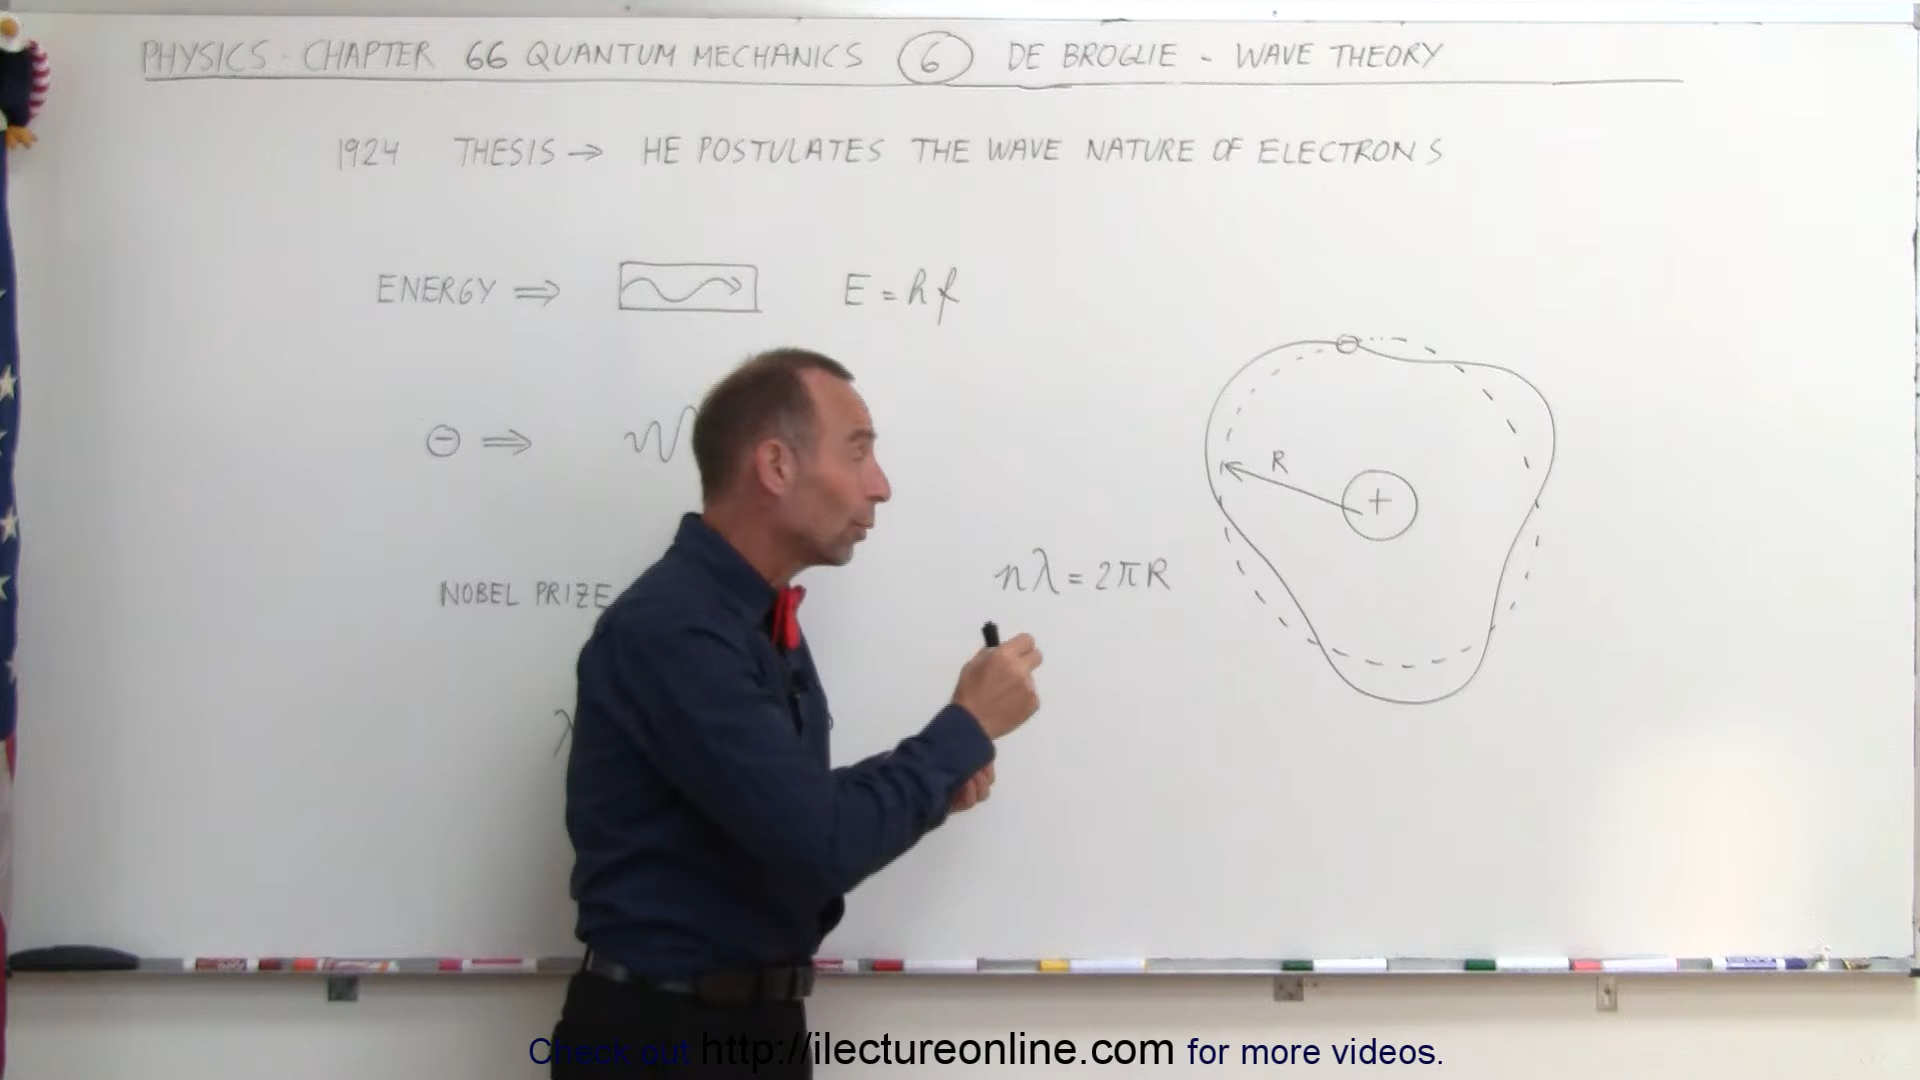 PHYSICS - CHAPTER 66 QUANTUM MECHANICS 6 DE BROGLIE - WAVE THEORY
1924 THESIS → HE POSTULATES THE WAVE NATURE OF ELECTRONS
ENERGY ⇒ E = hf
⊖ ⇒
R
+
nλ = 2πR
NOBEL PRIZE
λ
Check out http://ilectureonline.com for more videos.